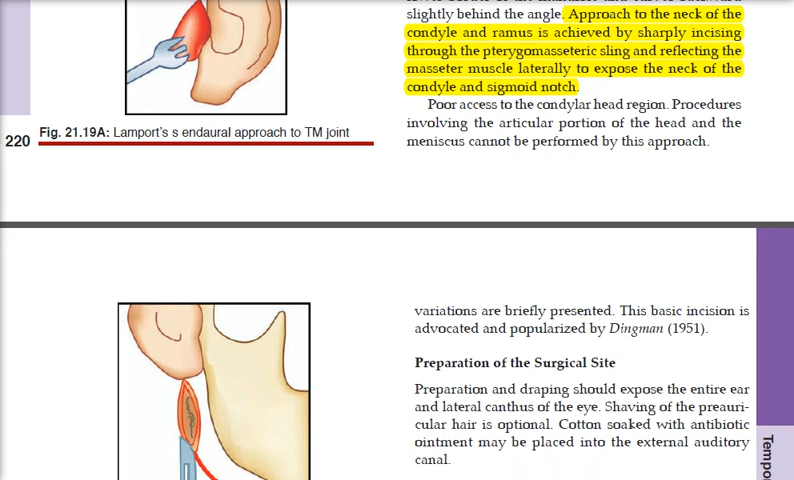 slightly behind the angle. Approach to the neck of the
condyle and ramus is achieved by sharply incising
through the pterygomasseteric sling and reflecting the
masseter muscle laterally to expose the neck of the
condyle and sigmoid notch.
Poor access to the condylar head region. Procedures
involving the articular portion of the head and the
meniscus cannot be performed by this approach.
220
Fig. 21.19A: Lamport's s endaural approach to TM joint
variations are briefly presented. This basic incision is
advocated and popularized by Dingman (1951).
Preparation of the Surgical Site
Preparation and draping should expose the entire ear
and lateral canthus of the eye. Shaving of the preauri-
cular hair is optional. Cotton soaked with antibiotic
ointment may be placed into the external auditory
canal.